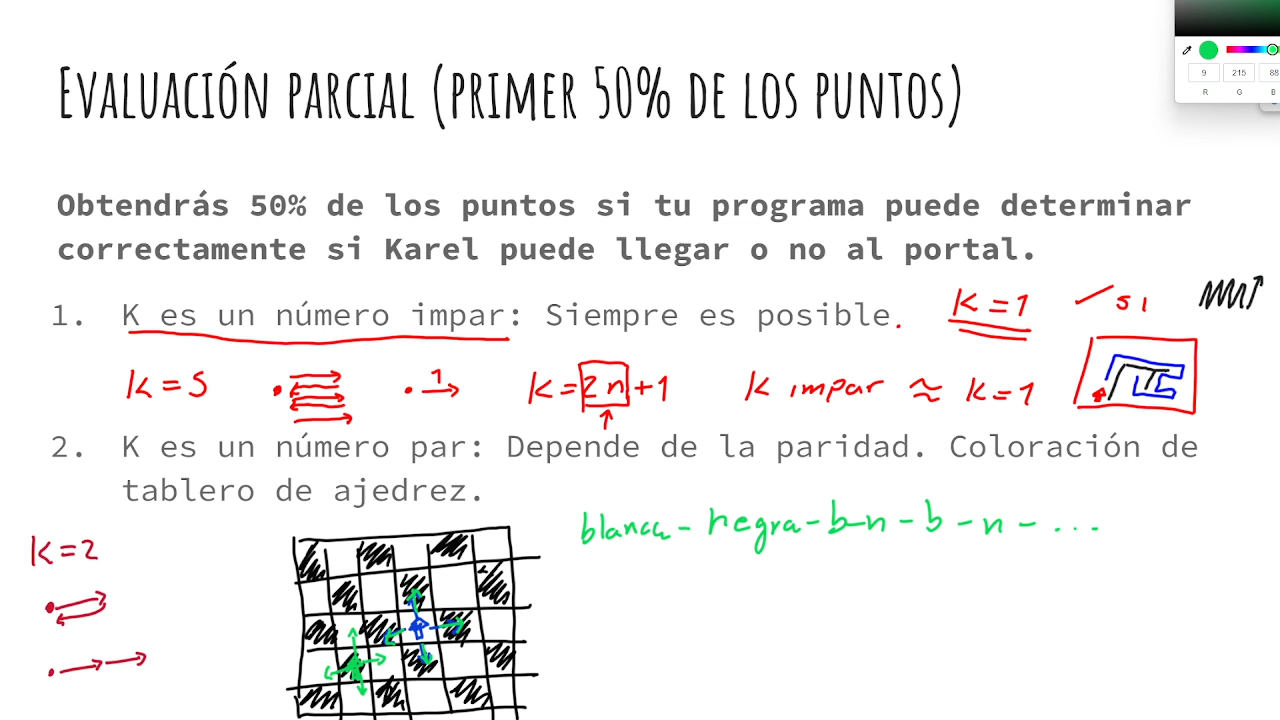 EVALUACIÓN PARCIAL (PRIMER 50% DE LOS PUNTOS)
9 215 88
R G B
Obtendrás 50% de los puntos si tu programa puede determinar
correctamente si Karel puede llegar o no al portal.
1. K es un número impar: Siempre es posible.
K=1 si
K=5 1 K=2n+1 K impar ≈ K=1
2. K es un número par: Depende de la paridad. Coloración de
tablero de ajedrez.
blanca - negra - b-n - b - n - ...
K=2